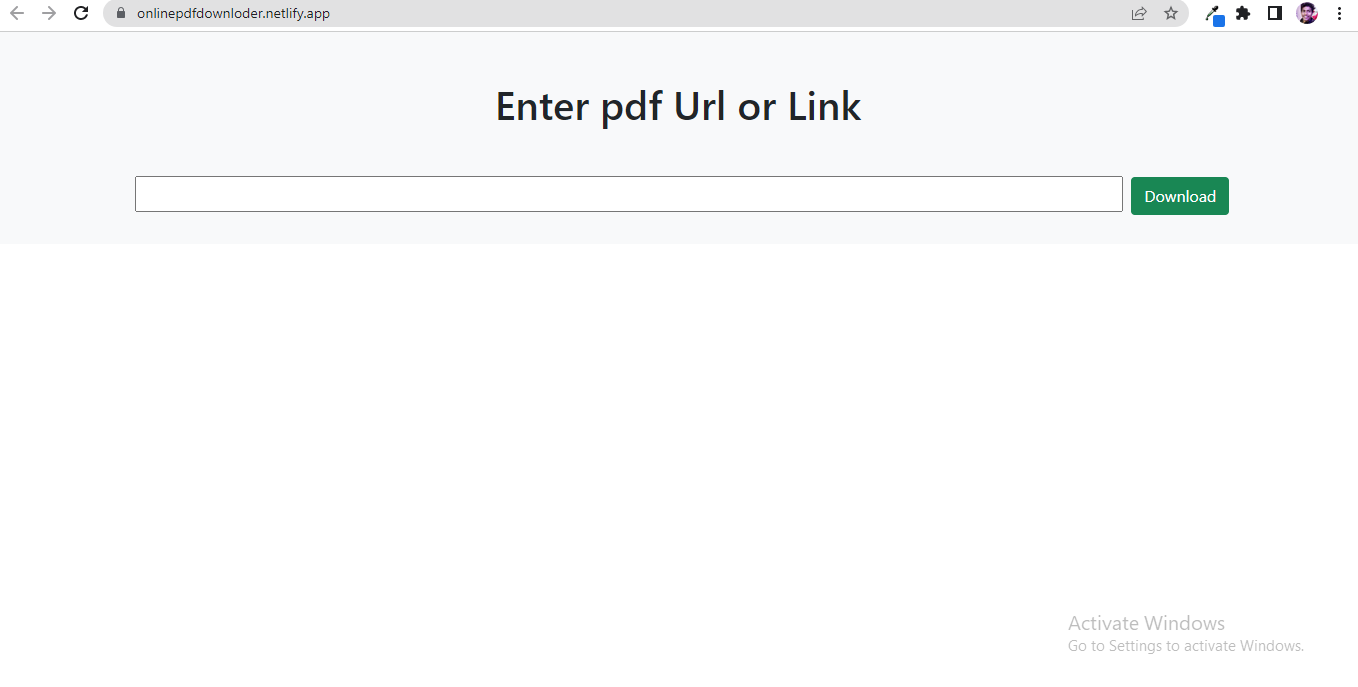 onlinepdfdownloder.netlify.app
Enter pdf Url or Link
Download
Activate Windows
Go to Settings to activate Windows.